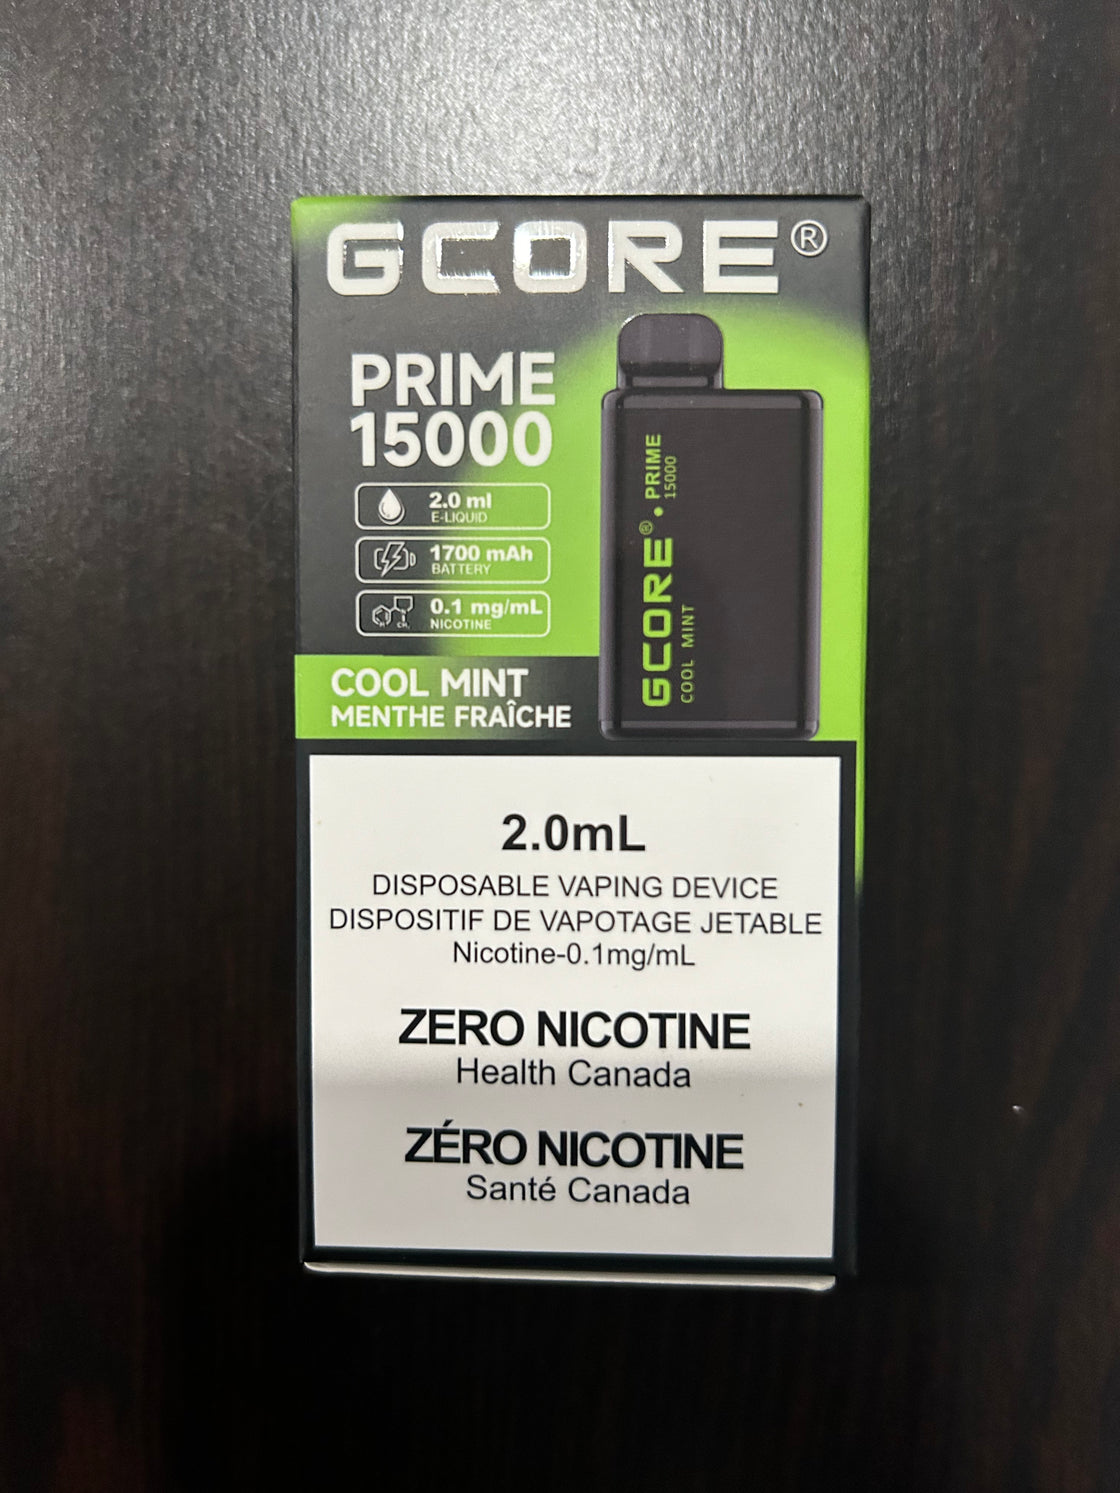 GCORE®
PRIME
15000
2.0 ml
E-LIQUID
1700 mAh
BATTERY
0.1 mg/mL
NICOTINE
COOL MINT
MENTHE FRAÎCHE
GCORE® • PRIME
15000
COOL MINT
2.0mL
DISPOSABLE VAPING DEVICE
DISPOSITIF DE VAPOTAGE JETABLE
Nicotine-0.1mg/mL
ZERO NICOTINE
Health Canada
ZÉRO NICOTINE
Santé Canada